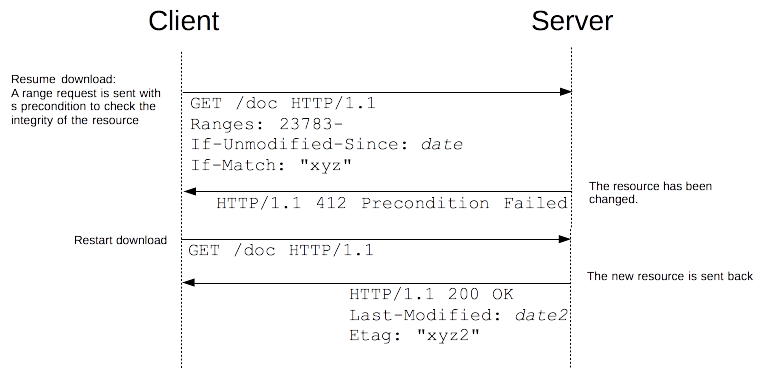 Client
Server
Resume download:
A range request is sent with
s precondition to check the
integrity of the resource
GET /doc HTTP/1.1
Ranges: 23783-
If-Unmodified-Since: date
If-Match: "xyz"
The resource has been
changed.
HTTP/1.1 412 Precondition Failed
Restart download
GET /doc HTTP/1.1
The new resource is sent back
HTTP/1.1 200 OK
Last-Modified: date2
Etag: "xyz2"